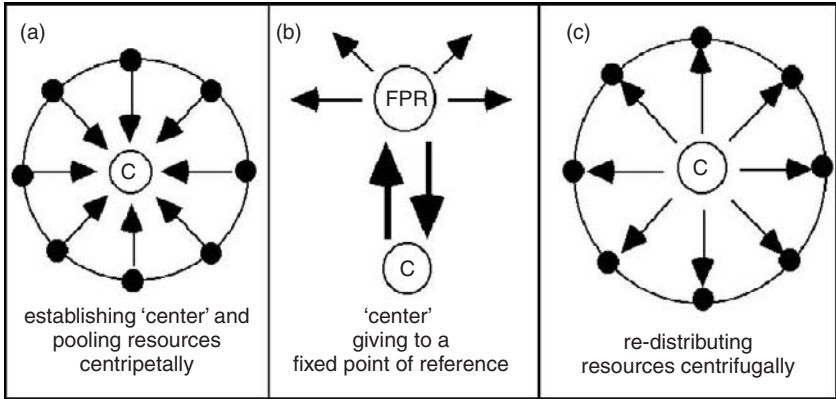 (a)
C
establishing ‘center’ and
pooling resources
centripetally
(b)
FPR
C
‘center’
giving to a
fixed point of reference
(c)
C
re-distributing
resources centrifugally